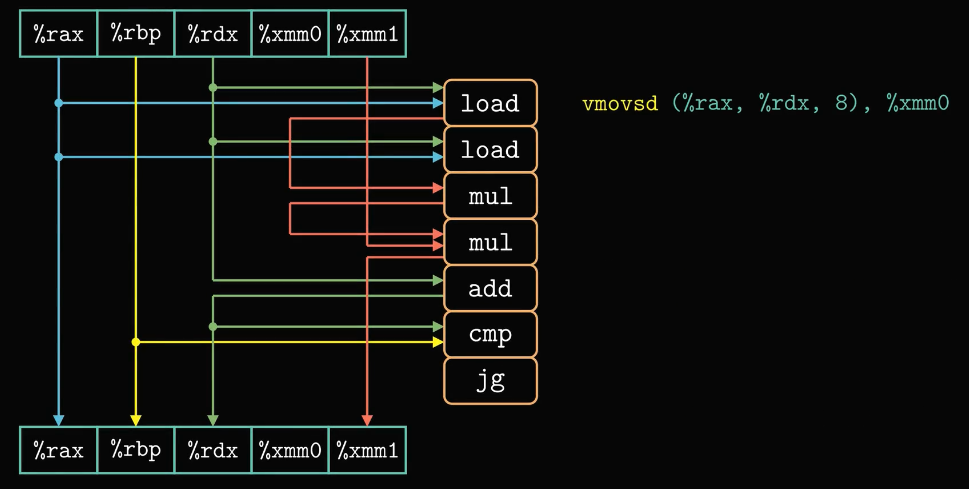 %rax %rbp %rdx %xmm0 %xmm1
load
vmovsd (%rax, %rdx, 8), %xmm0
load
mul
mul
add
cmp
jg
%rax %rbp %rdx %xmm0 %xmm1